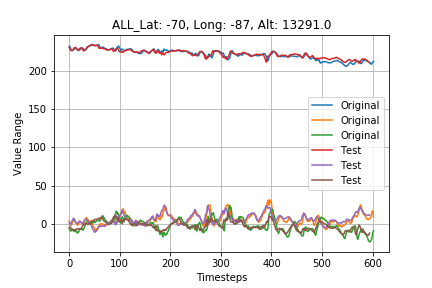 ALL_Lat: -70, Long: -87, Alt: 13291.0
Value Range
200
150
100
50
0
Original
Original
Original
Test
Test
Test
0
100
200
300
400
500
600
Timesteps